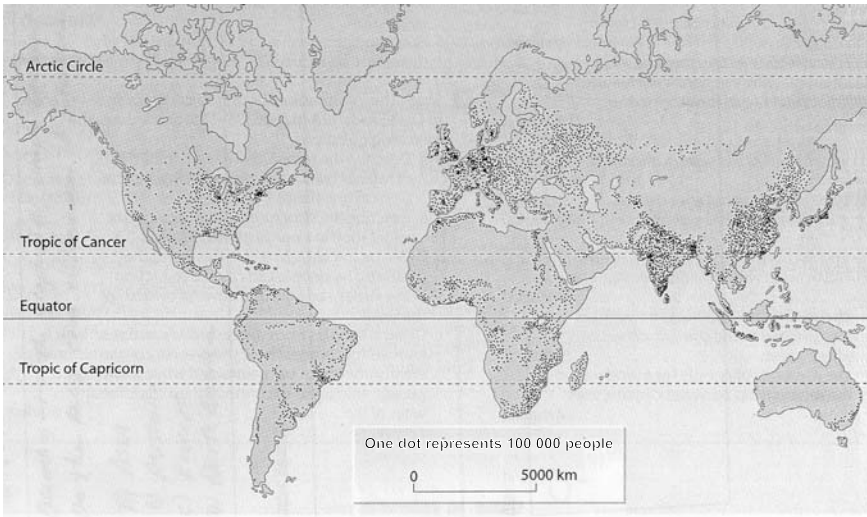 Arctic Circle
Tropic of Cancer
Equator
Tropic of Capricorn
One dot represents 100 000 people
0 5000 km